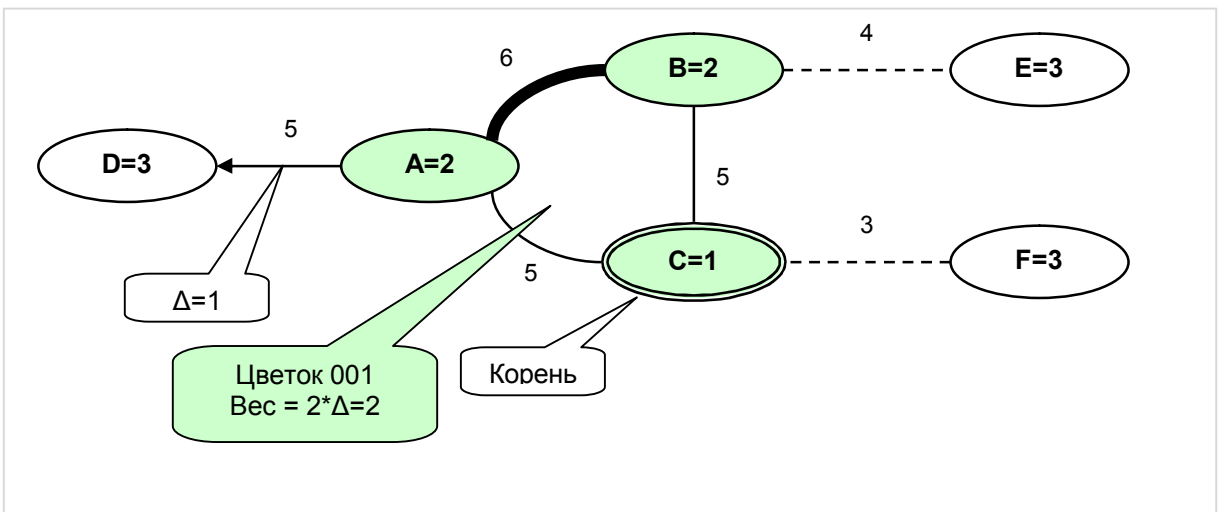 4
6
B=2
E=3
5
D=3
A=2
5
3
C=1
F=3
5
Δ=1
Цветок 001
Вес = 2*Δ=2
Корень